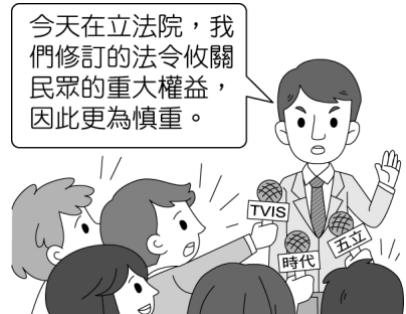 今天在立法院，我
們修訂的法令攸關
民眾的重大權益，
因此更為慎重。
TVIS
時代
五立